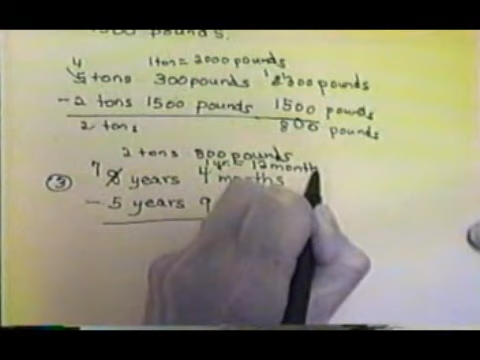 1500 pounds.
4 1 ton = 2000 pounds
5 tons 300 pounds 2300 pounds
- 2 tons 1500 pounds 1500 pounds
2 tons 800 pounds
2 tons 800 pounds
7 1 yr. = 12 month
③ 8 years 4 months
- 5 years 9